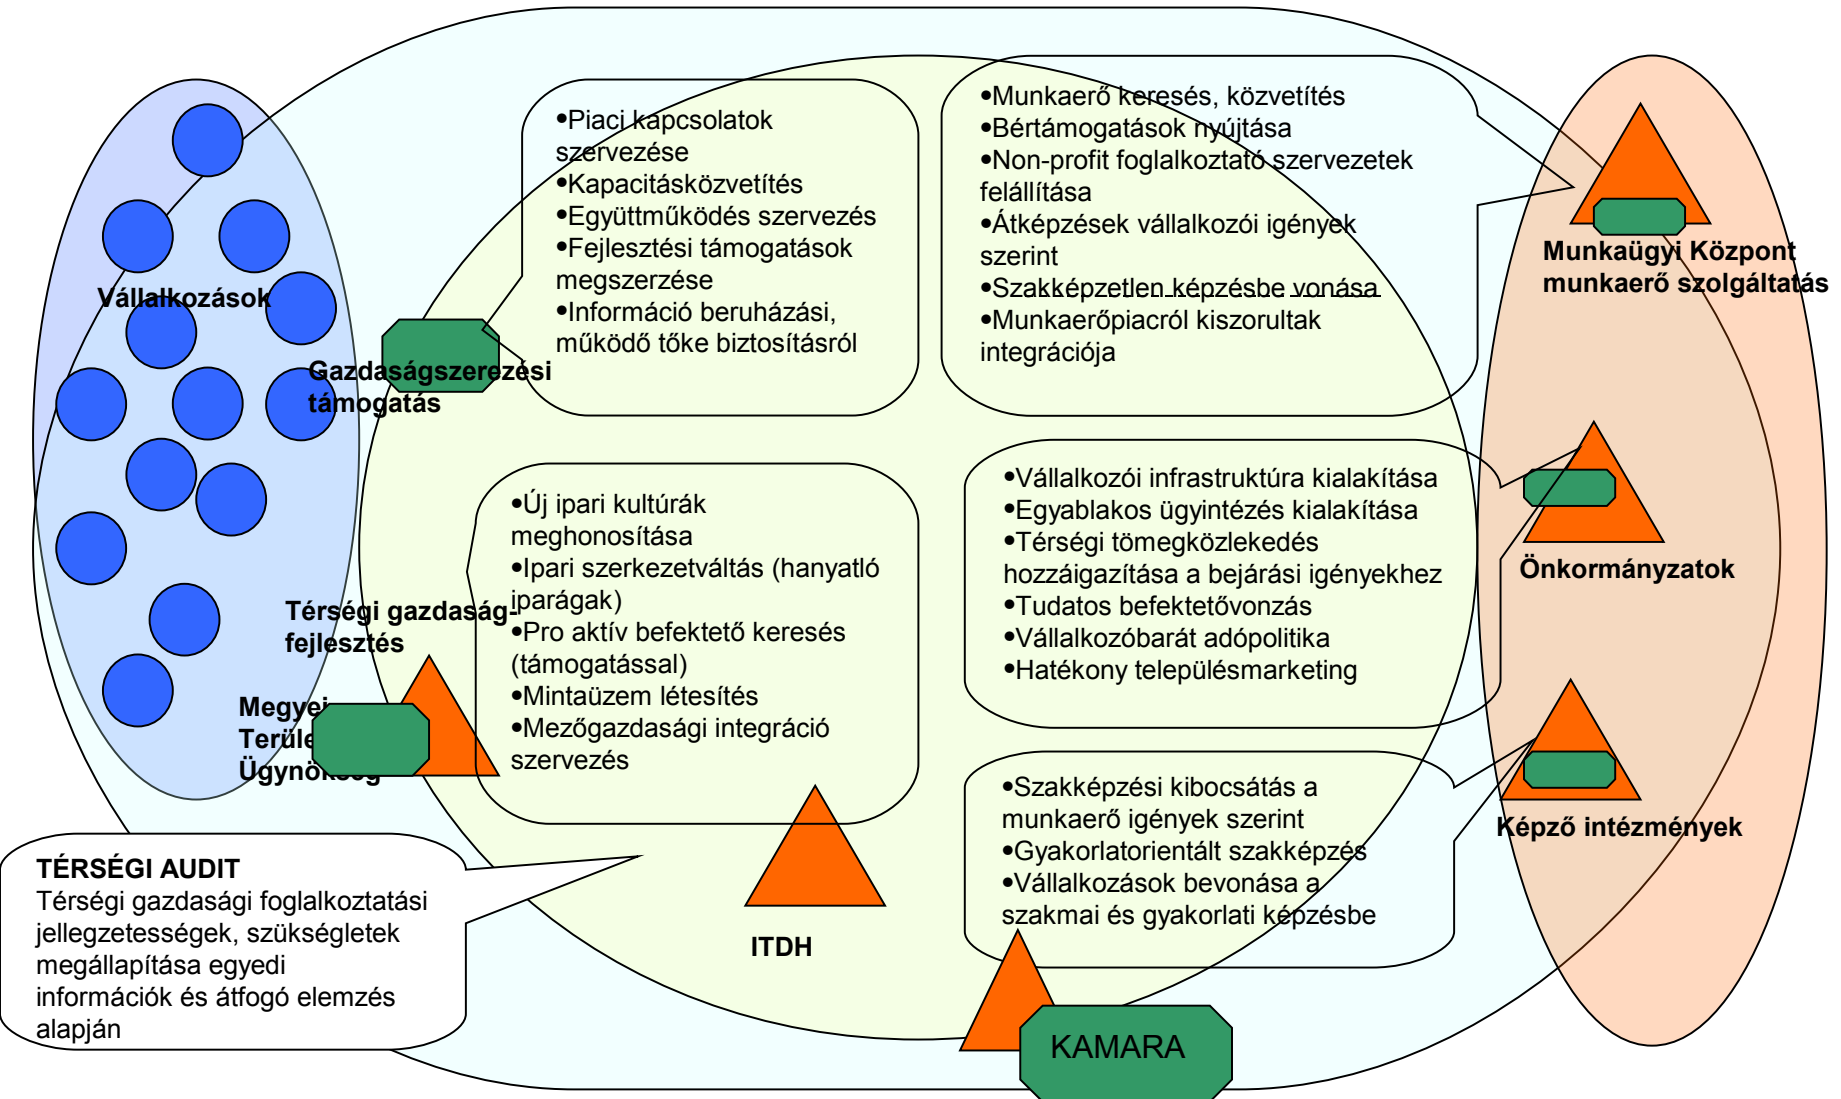 •Piaci kapcsolatok
szervezése
•Kapacitásközvetítés
•Együttműködés szervezés
•Fejlesztési támogatások
megszerzése
•Információ beruházási,
működő tőke biztosításról
•Munkaerő keresés, közvetítés
•Bértámogatások nyújtása
•Non-profit foglalkoztató szervezetek
felállítása
•Átképzések vállalkozói igények
szerint
•Szakképzetlen képzésbe vonása
•Munkaerőpiacról kiszorultak
integrációja
Munkaügyi Központ
munkaerő szolgáltatás
Vállalkozások
Gazdaságszerezési
támogatás
•Új ipari kultúrák
meghonosítása
•Ipari szerkezetváltás (hanyatló
iparágak)
•Pro aktív befektető keresés
(támogatással)
•Mintaüzem létesítés
•Mezőgazdasági integráció
szervezés
•Vállalkozói infrastruktúra kialakítása
•Egyablakos ügyintézés kialakítása
•Térségi tömegközlekedés
hozzáigazítása a bejárási igényekhez
•Tudatos befektetővonzás
•Vállalkozóbarát adópolitika
•Hatékony településmarketing
Önkormányzatok
Térségi gazdaság-
fejlesztés
Megyei
Ügynökség
•Szakképzési kibocsátás a
munkaerő igények szerint
•Gyakorlatorientált szakképzés
•Vállalkozások bevonása a
szakmai és gyakorlati képzésbe
Képző intézmények
TÉRSÉGI AUDIT
Térségi gazdasági foglalkoztatási
jellegzetességek, szükségletek
megállapítása egyedi
információk és átfogó elemzés
alapján
ITDH
KAMARA